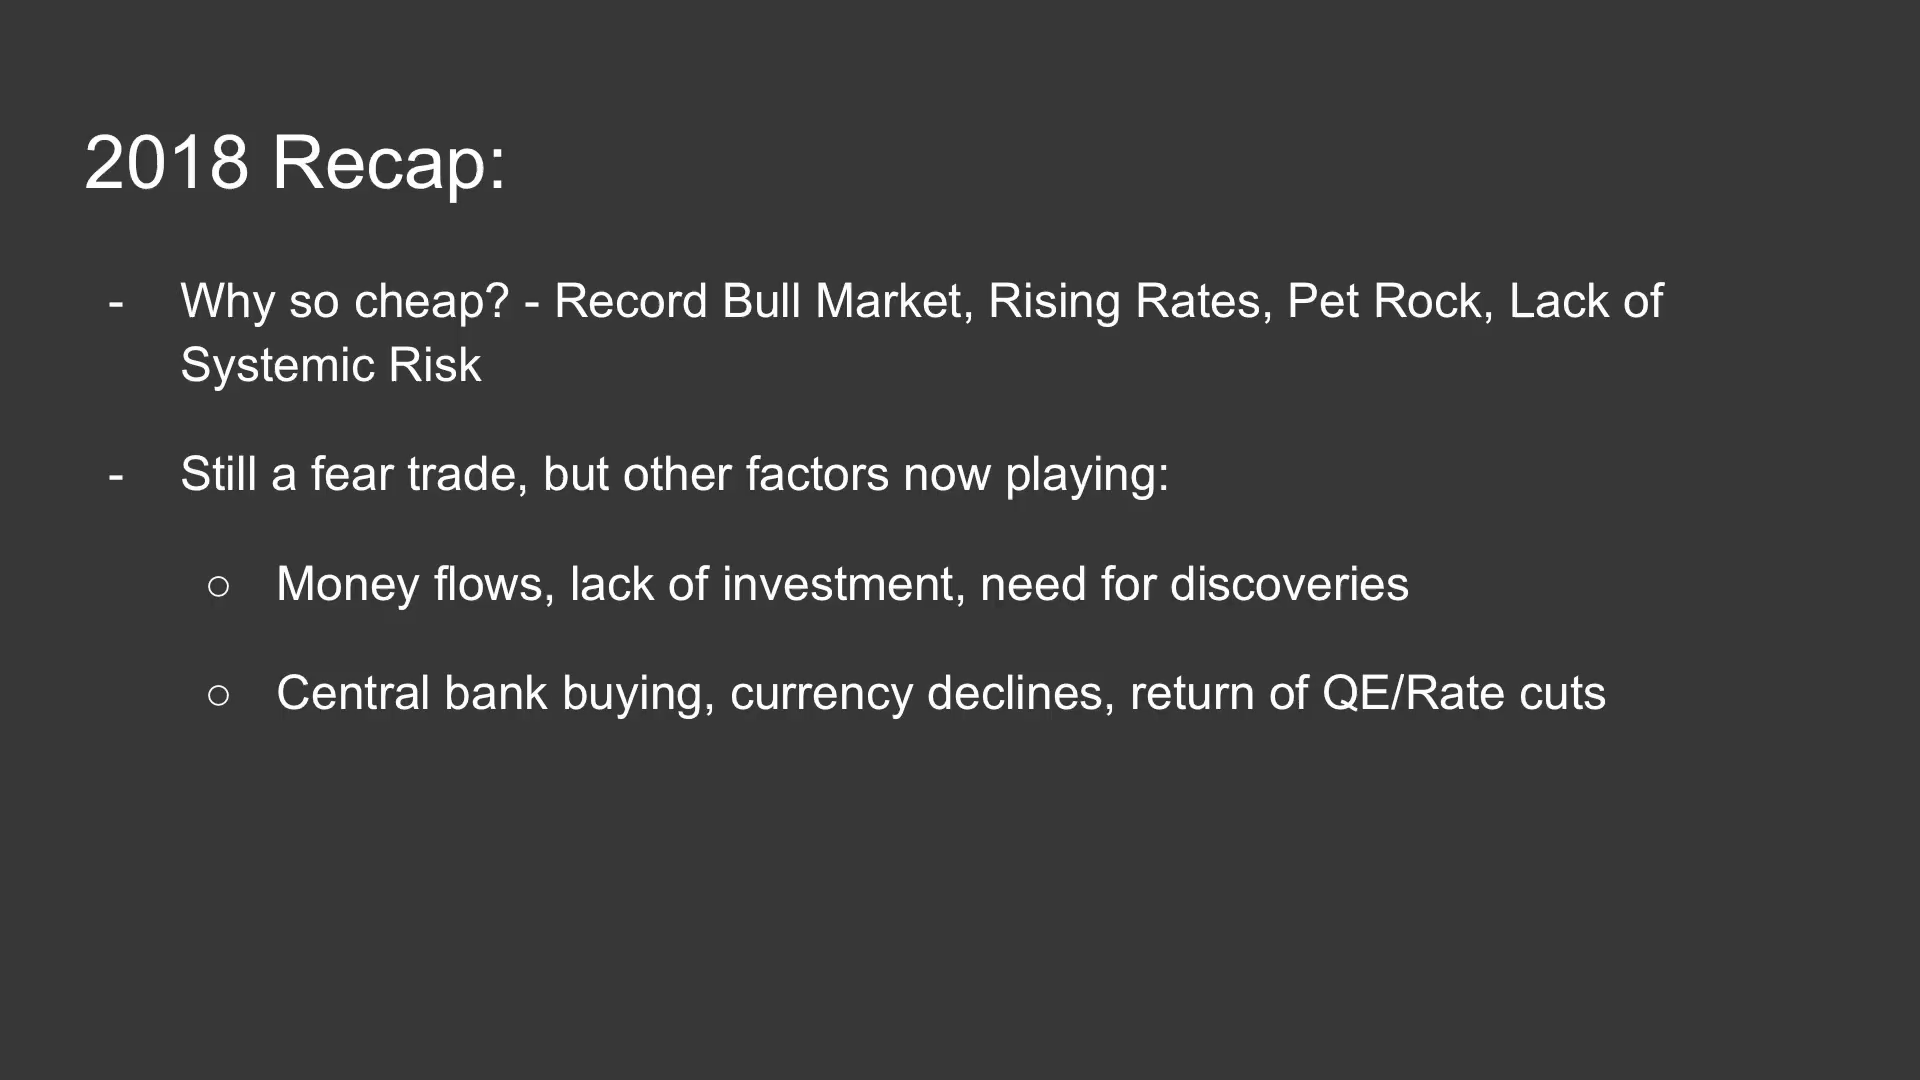 2018 Recap:
- Why so cheap? - Record Bull Market, Rising Rates, Pet Rock, Lack of
Systemic Risk
- Still a fear trade, but other factors now playing:
○ Money flows, lack of investment, need for discoveries
○ Central bank buying, currency declines, return of QE/Rate cuts